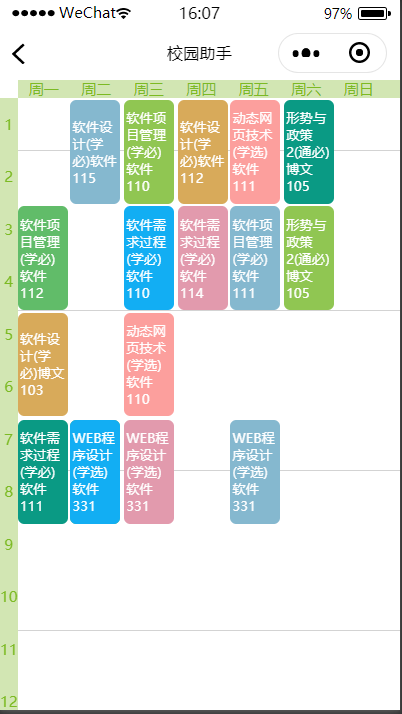 WeChat 16:07 97%
校园助手
周一 周二 周三 周四 周五 周六 周日
1
2
软件设
计(学
必)软件
115
软件项
目管理
(学必)
软件
110
软件设
计(学
必)软件
112
动态网
页技术
(学选)
软件
111
形势与
政策
2(通必)
博文
105
3
4
软件项
目管理
(学必)
软件
112
软件需
求过程
(学必)
软件
110
软件需
求过程
(学必)
软件
114
软件项
目管理
(学必)
软件
111
形势与
政策
2(通必)
博文
105
5
6
软件设
计(学
必)博文
103
动态网
页技术
(学选)
软件
110
7
8
软件需
求过程
(学必)
软件
111
WEB程
序设计
(学选)
软件
331
WEB程
序设计
(学选)
软件
331
WEB程
序设计
(学选)
软件
331
9
10
11
12